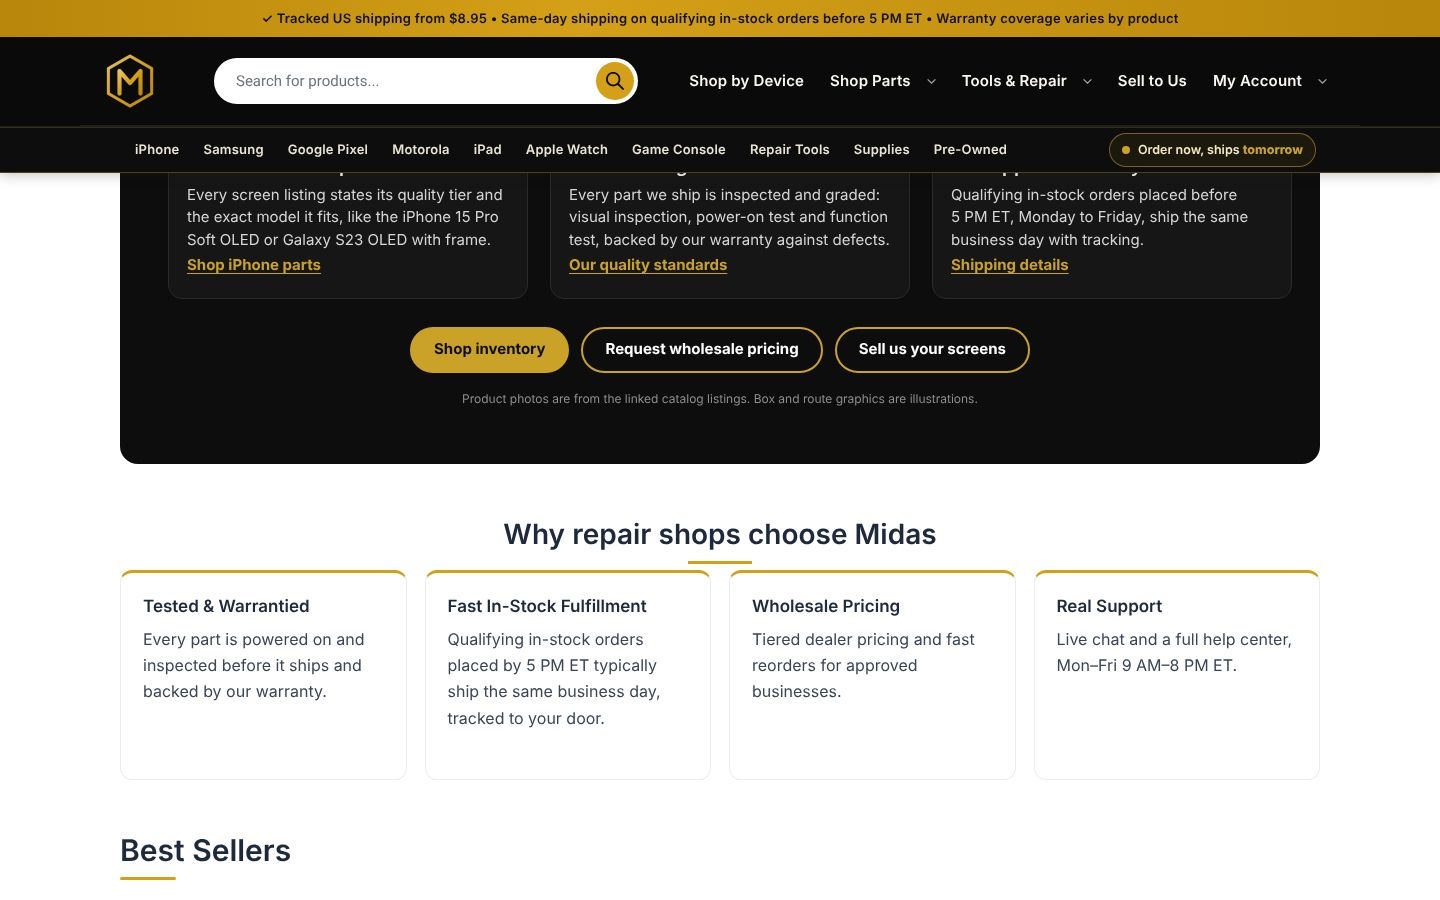 ✓ Tracked US shipping from $8.95 • Same-day shipping on qualifying in-stock orders before 5 PM ET • Warranty coverage varies by product
Search for products...
Shop by Device
Shop Parts
Tools & Repair
Sell to Us
My Account
iPhone
Samsung
Google Pixel
Motorola
iPad
Apple Watch
Game Console
Repair Tools
Supplies
Pre-Owned
Order now, ships tomorrow
Every screen listing states its quality tier and
the exact model it fits, like the iPhone 15 Pro
Soft OLED or Galaxy S23 OLED with frame.
Shop iPhone parts
Every part we ship is inspected and graded:
visual inspection, power-on test and function
test, backed by our warranty against defects.
Our quality standards
Qualifying in-stock orders placed before
5 PM ET, Monday to Friday, ship the same
business day with tracking.
Shipping details
Shop inventory
Request wholesale pricing
Sell us your screens
Product photos are from the linked catalog listings. Box and route graphics are illustrations.
Why repair shops choose Midas
Tested & Warrantied
Every part is powered on and
inspected before it ships and
backed by our warranty.
Fast In-Stock Fulfillment
Qualifying in-stock orders
placed by 5 PM ET typically
ship the same business day,
tracked to your door.
Wholesale Pricing
Tiered dealer pricing and fast
reorders for approved
businesses.
Real Support
Live chat and a full help center,
Mon–Fri 9 AM–8 PM ET.
Best Sellers